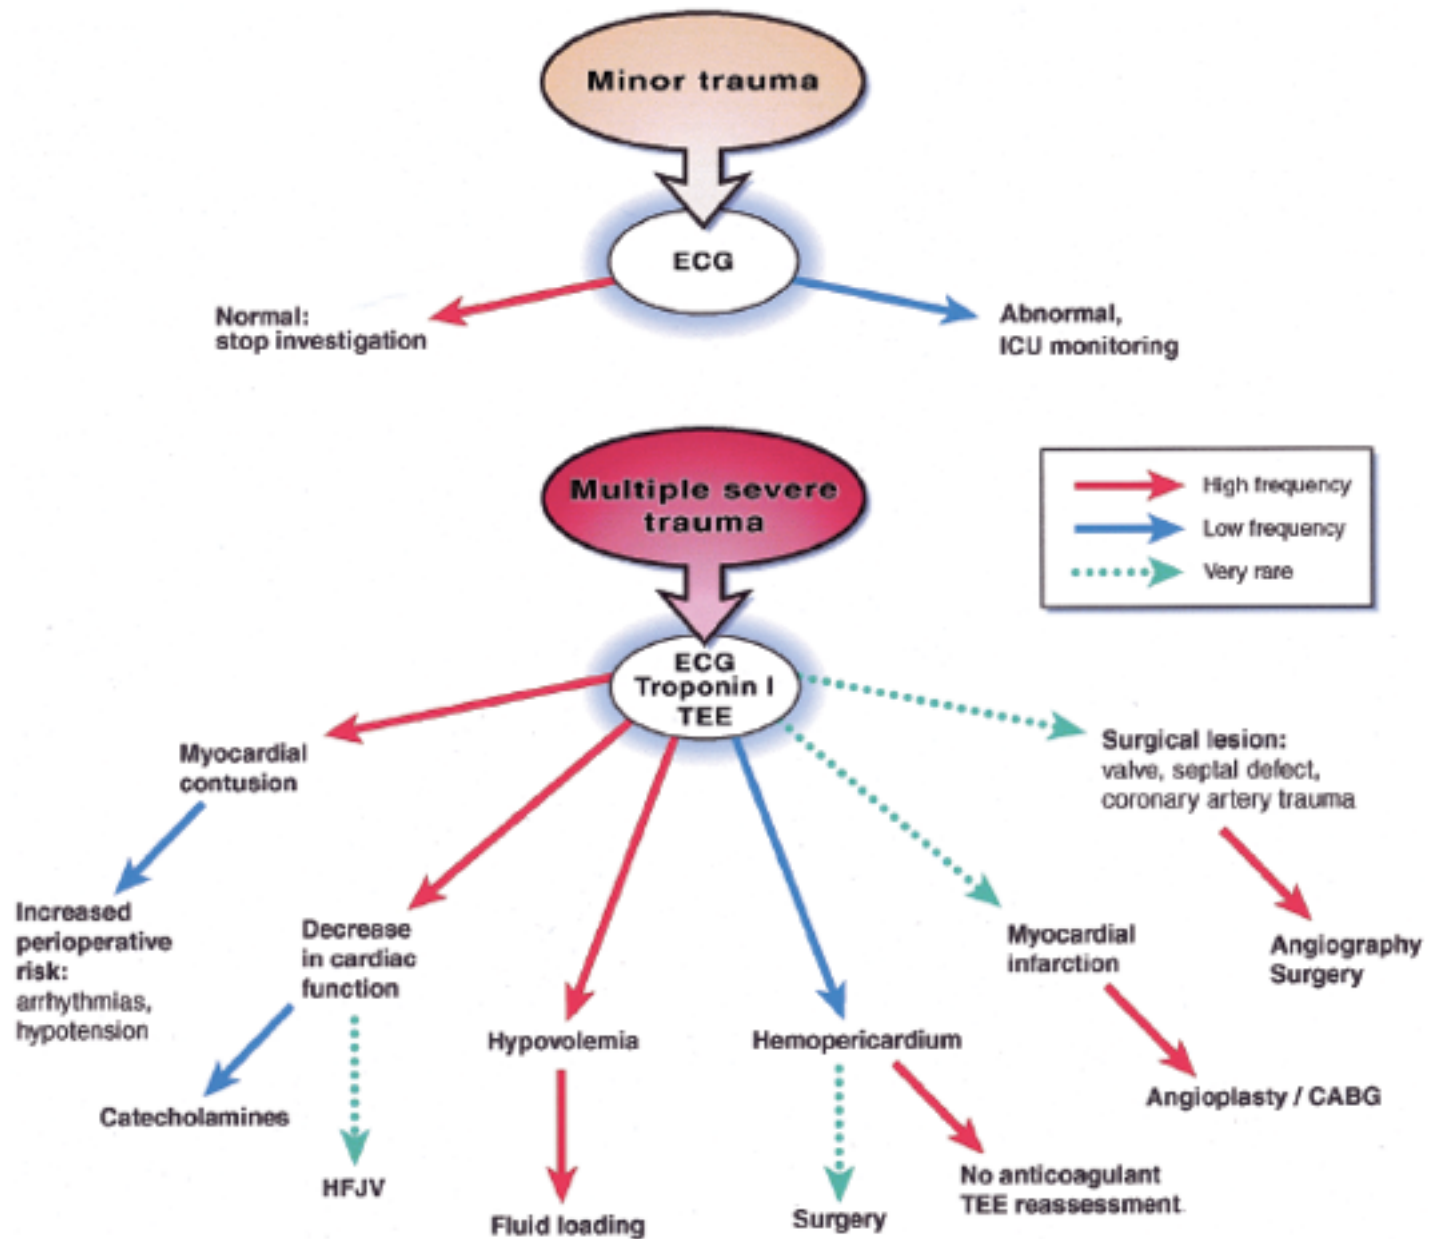 Minor trauma
ECG
Normal:
stop investigation
Abnormal,
ICU monitoring
Multiple severe
trauma
High frequency
Low frequency
Very rare
ECG
Troponin I
TEE
Myocardial
contusion
Surgical lesion:
valve, septal defect,
coronary artery trauma
Increased
perioperative
risk:
arrhythmias,
hypotension
Decrease
in cardiac
function
Myocardial
infarction
Angiography
Surgery
Hypovolemia
Hemopericardium
Catecholamines
Angioplasty / CABG
HFJV
No anticoagulant
TEE reassessment
Fluid loading
Surgery